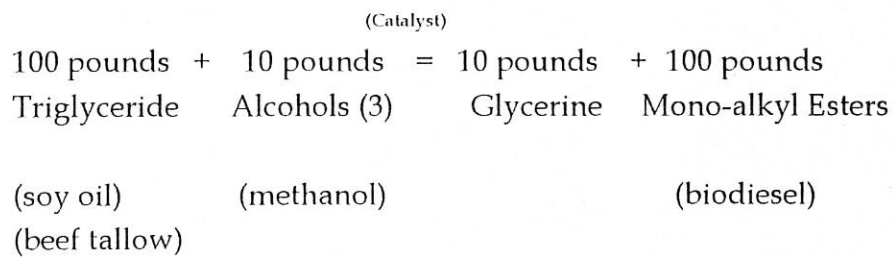 (Catalyst)
100 pounds + 10 pounds = 10 pounds + 100 pounds
Triglyceride Alcohols (3) Glycerine Mono-alkyl Esters
(soy oil) (methanol) (biodiesel)
(beef tallow)